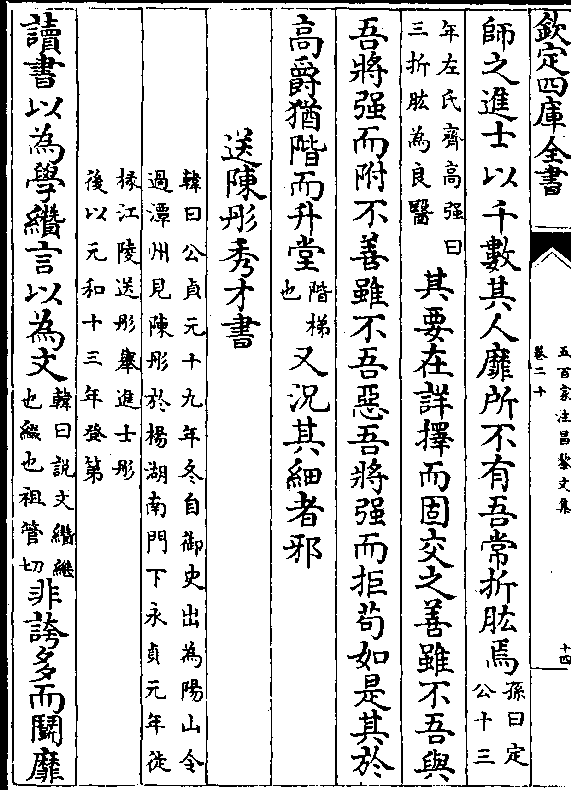 欽定四庫全書
五百家注昌黎文集
卷二十
十四
師之進士以千數其人靡所不有吾常折肱焉孫曰定公十三
年左氏齊高强曰三折肱為良醫其要在詳擇而固交之善雖不吾與
吾將强而附不善雖不吾惡吾將强而拒苟如是其於
高爵猶階而升堂階梯也又況其細者邪
送陳彤秀才書
韓曰公貞元十九年冬自御史出為陽山令
過潭州見陳彤於楊湖南門下永貞元年徙
掾江陵送彤舉進士彤
後以元和十三年登第
讀書以為學纘言以為文韓曰說文纘繼也綴也祖管切非誇多而鬬靡